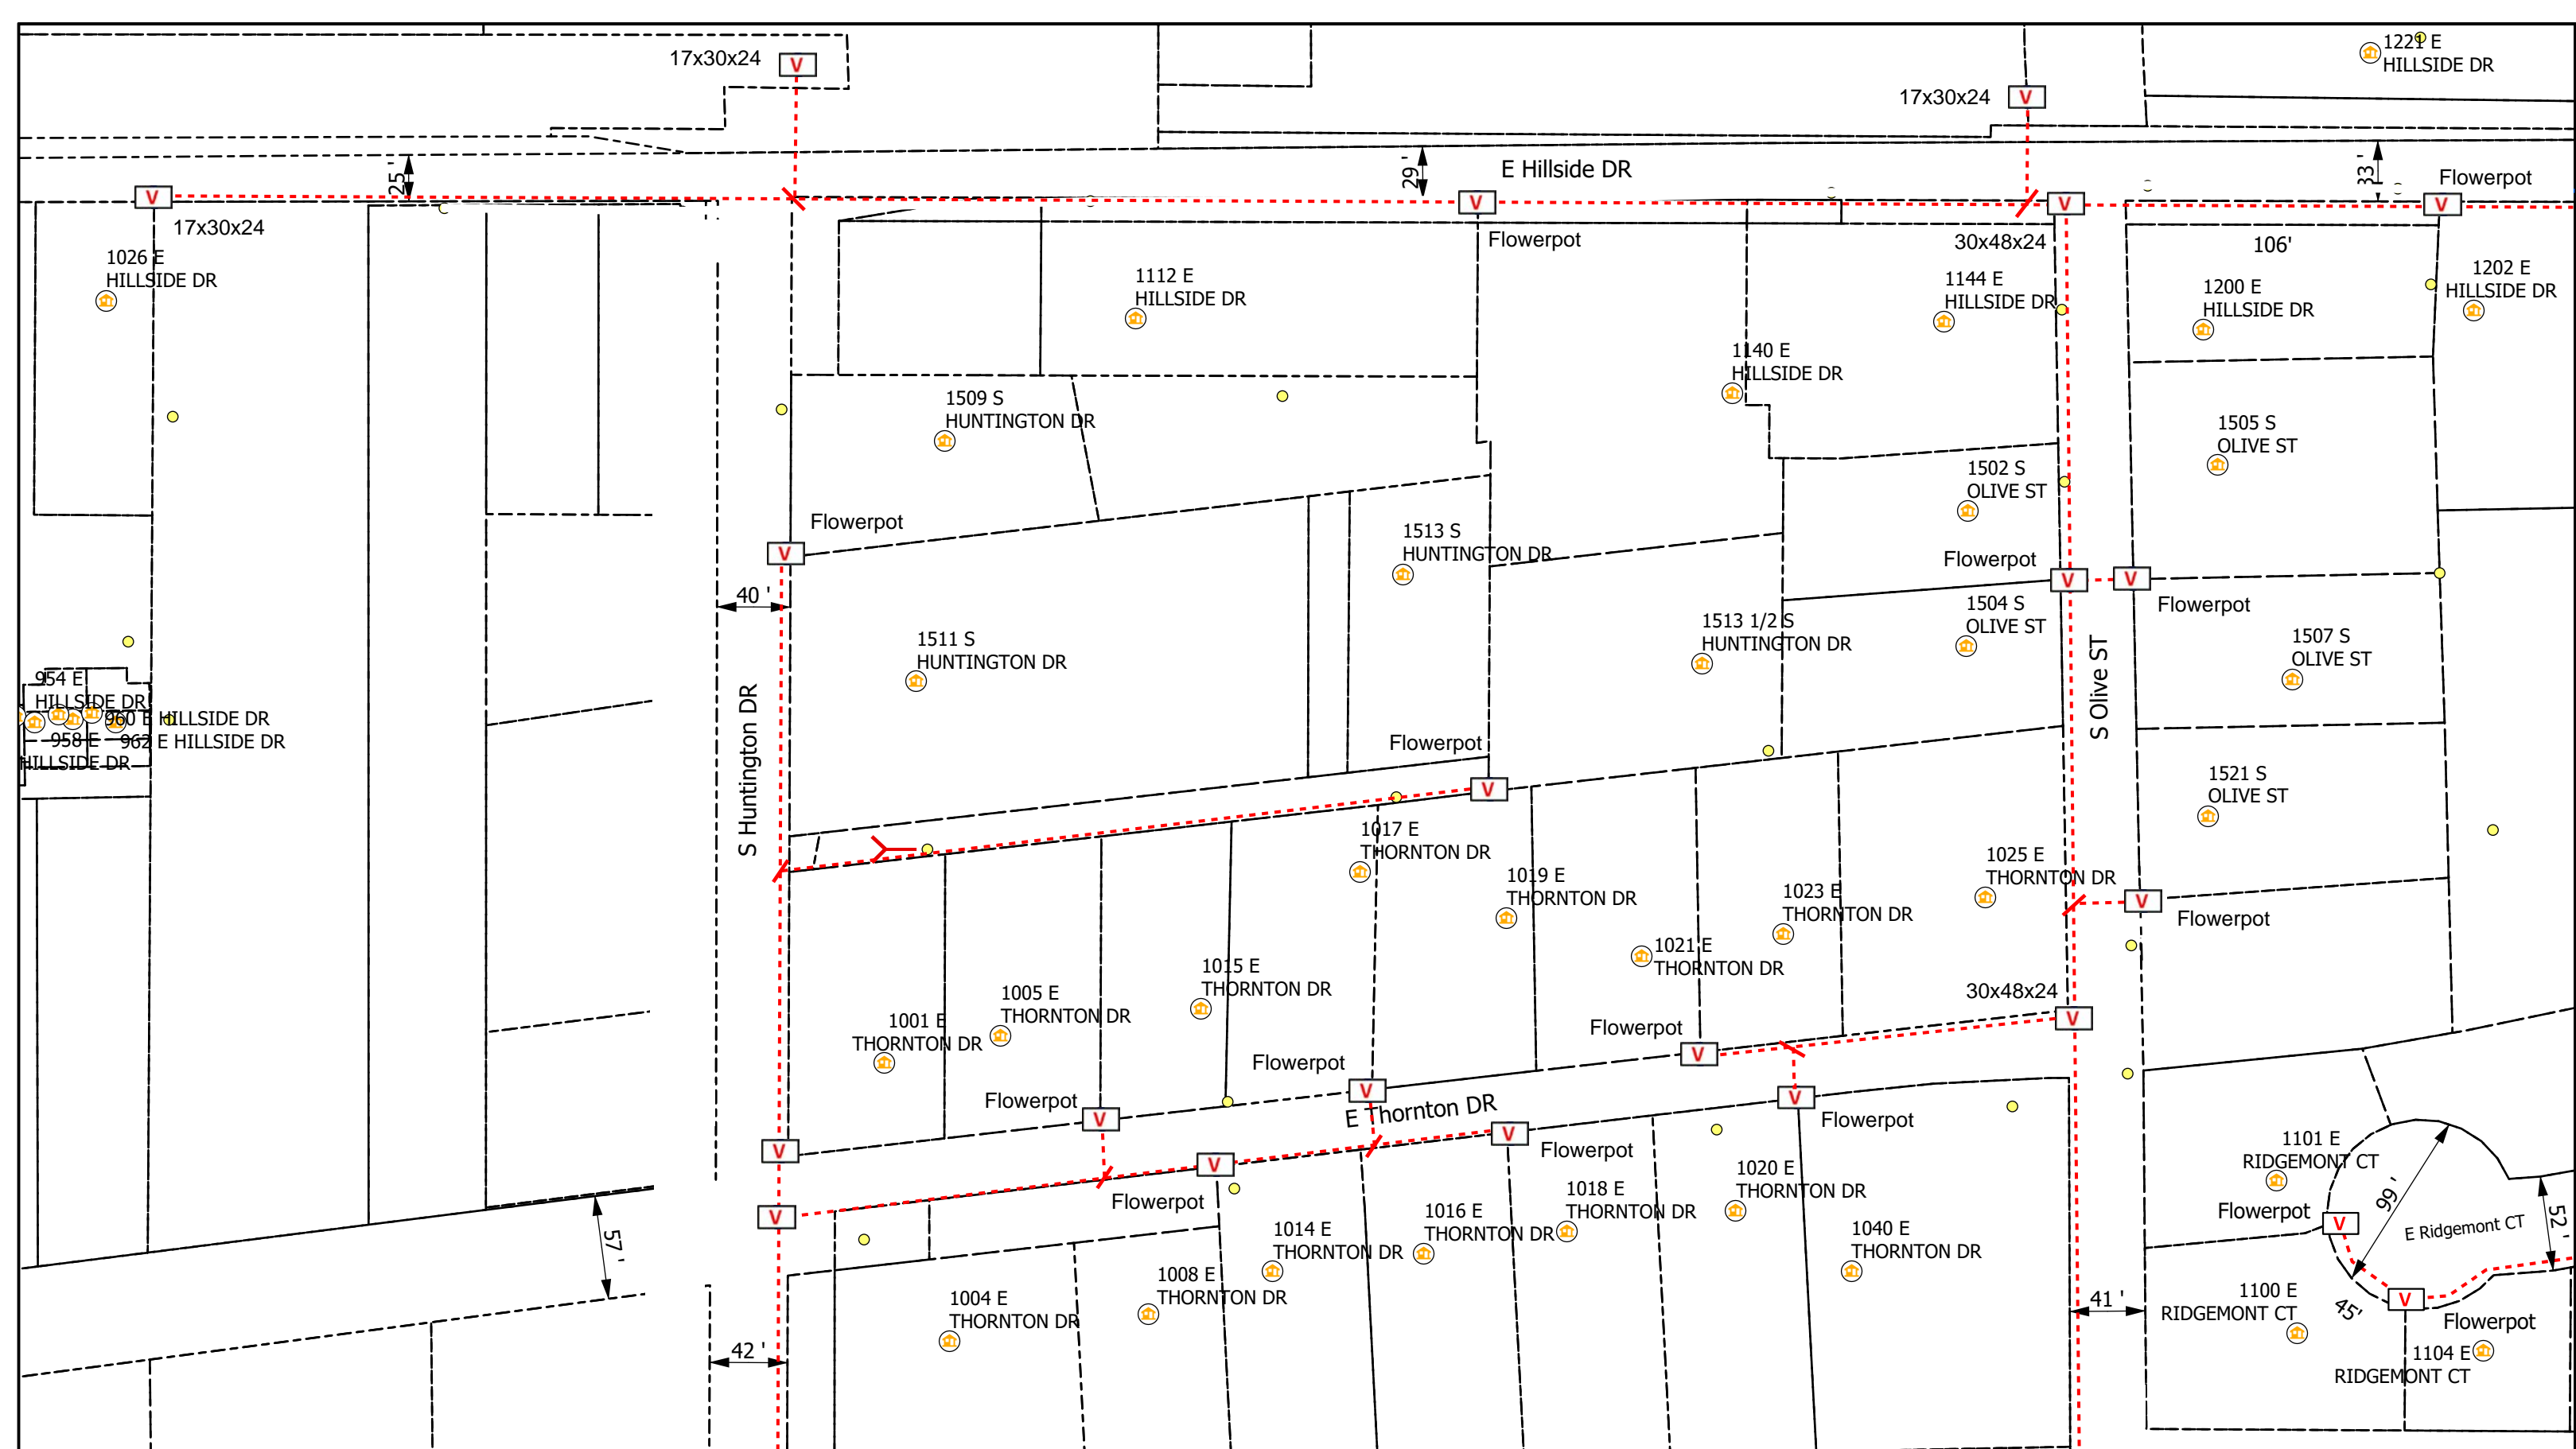 1221 E
HILLSIDE DR
17x30x24
V
17x30x24
V
25 '
29 '
E Hillside DR
33 '
Flowerpot
V
17x30x24
V
Flowerpot
V
30x48x24
V
106'
1026 E
HILLSIDE DR
1112 E
HILLSIDE DR
1144 E
HILLSIDE DR
1200 E
HILLSIDE DR
1202 E
HILLSIDE DR
1140 E
HILLSIDE DR
1509 S
HUNTINGTON DR
1505 S
OLIVE ST
1502 S
OLIVE ST
Flowerpot
V
1513 S
HUNTINGTON DR
Flowerpot
V
V
Flowerpot
40 '
1511 S
HUNTINGTON DR
1513 1/2 S
HUNTINGTON DR
1504 S
OLIVE ST
1507 S
OLIVE ST
S Olive ST
954 E
HILLSIDE DR
960 E HILLSIDE DR
958 E
HILLSIDE DR
962 E HILLSIDE DR
S Huntington DR
Flowerpot
V
1521 S
OLIVE ST
1017 E
THORNTON DR
1019 E
THORNTON DR
1023 E
THORNTON DR
1025 E
THORNTON DR
V
Flowerpot
1021 E
THORNTON DR
1015 E
THORNTON DR
1005 E
THORNTON DR
1001 E
THORNTON DR
30x48x24
V
Flowerpot
V
Flowerpot
V
Flowerpot
V
E Thornton DR
V
Flowerpot
V
Flowerpot
V
V
Flowerpot
V
57 '
1101 E
RIDGEMONT CT
Flowerpot
V
99 '
E Ridgemont CT
52 '
1020 E
THORNTON DR
1018 E
THORNTON DR
1016 E
THORNTON DR
1014 E
THORNTON DR
1040 E
THORNTON DR
1008 E
THORNTON DR
1004 E
THORNTON DR
42 '
41 '
1100 E
RIDGEMONT CT
45'
V
Flowerpot
1104 E
RIDGEMONT CT